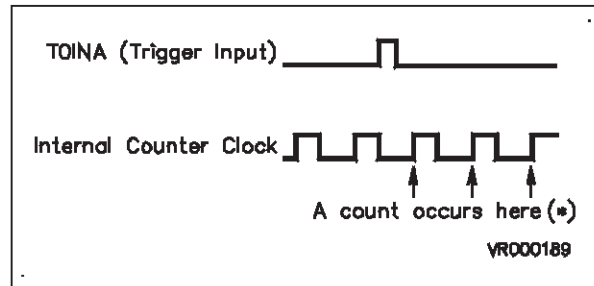 TOINA (Trigger Input)
Internal Counter Clock
A count occurs here (*)
VR000189